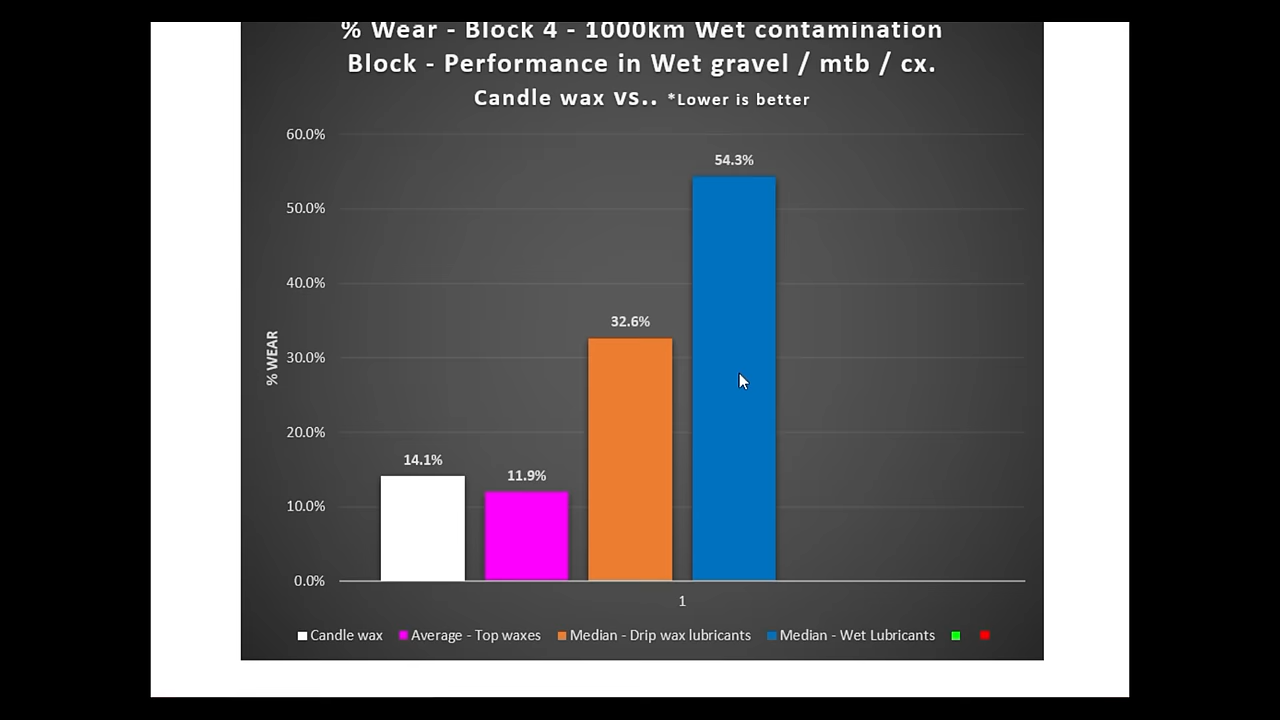 % Wear - Block 4 - 1000km Wet contamination
Block - Performance in Wet gravel / mtb / cx.
Candle wax vs.. *Lower is better
60.0%
54.3%
50.0%
40.0%
32.6%
% WEAR
30.0%
20.0%
14.1%
11.9%
10.0%
0.0%
1
Candle wax Average - Top waxes Median - Drip wax lubricants Median - Wet Lubricants